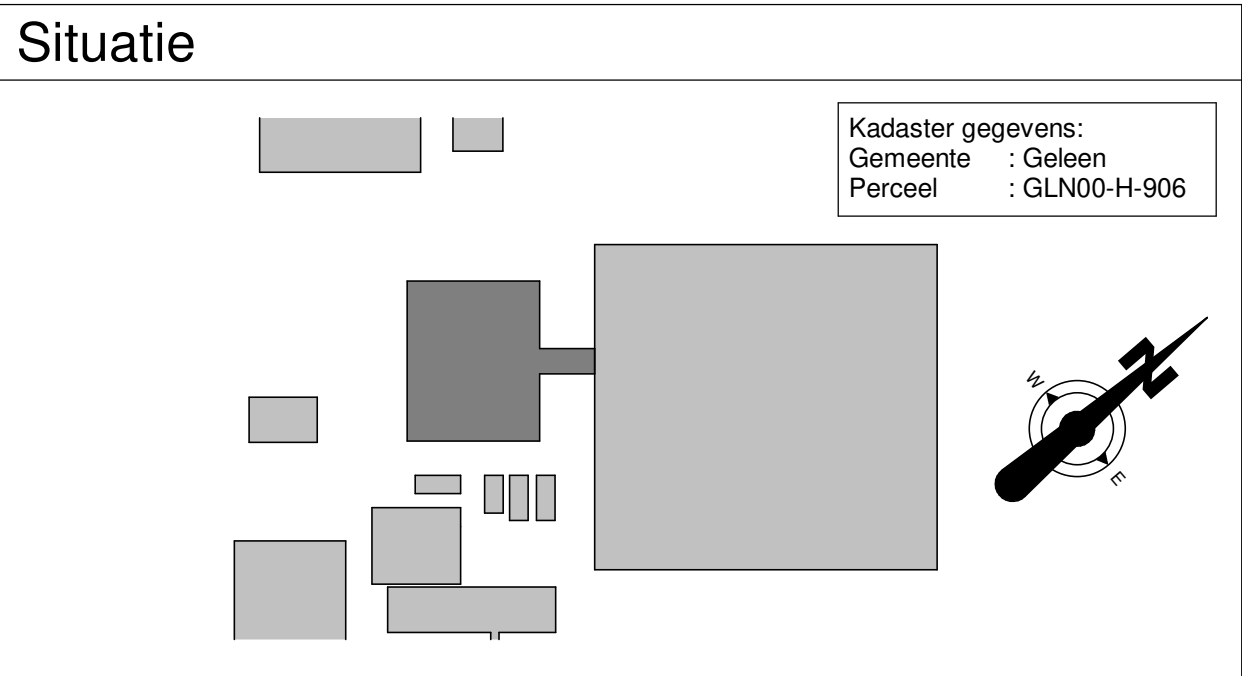 Situatie
Kadaster gegevens:
Gemeente : Geleen
Perceel : GLN00-H-906
N
W
E